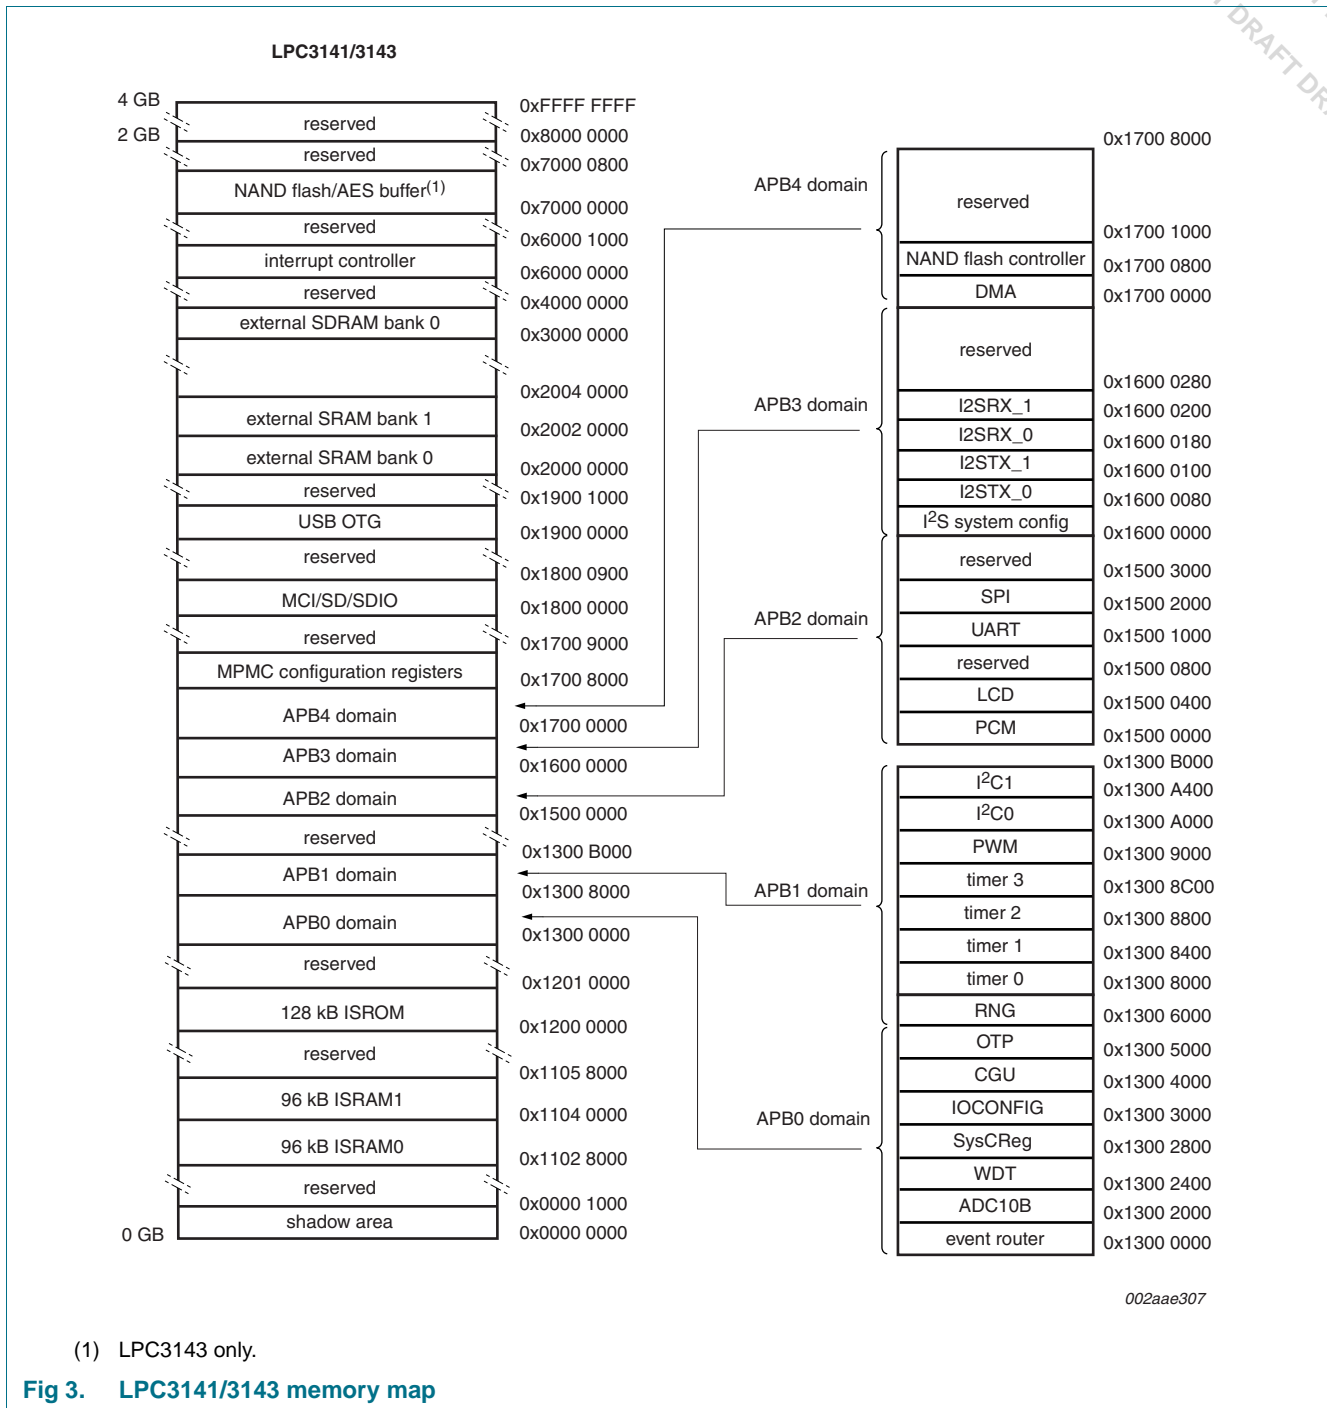 DRAFT DRAFT
LPC3141/3143
4 GB
2 GB
0 GB
reserved
reserved
NAND flash/AES buffer(1)
reserved
interrupt controller
reserved
external SDRAM bank 0
external SRAM bank 1
external SRAM bank 0
reserved
USB OTG
reserved
MCI/SD/SDIO
reserved
MPMC configuration registers
APB4 domain
APB3 domain
APB2 domain
reserved
APB1 domain
APB0 domain
reserved
128 kB ISROM
reserved
96 kB ISRAM1
96 kB ISRAM0
reserved
shadow area
0xFFFF FFFF
0x8000 0000
0x7000 0800
0x7000 0000
0x6000 1000
0x6000 0000
0x4000 0000
0x3000 0000
0x2004 0000
0x2002 0000
0x2000 0000
0x1900 1000
0x1900 0000
0x1800 0900
0x1800 0000
0x1700 9000
0x1700 8000
0x1700 0000
0x1600 0000
0x1500 0000
0x1300 B000
0x1300 8000
0x1300 0000
0x1201 0000
0x1200 0000
0x1105 8000
0x1104 0000
0x1102 8000
0x0000 1000
0x0000 0000
APB4 domain
APB3 domain
APB2 domain
APB1 domain
APB0 domain
reserved
NAND flash controller
DMA
reserved
I2SRX_1
I2SRX_0
I2STX_1
I2STX_0
I2S system config
reserved
SPI
UART
reserved
LCD
PCM
I2C1
I2C0
PWM
timer 3
timer 2
timer 1
timer 0
RNG
OTP
CGU
IOCONFIG
SysCReg
WDT
ADC10B
event router
0x1700 8000
0x1700 1000
0x1700 0800
0x1700 0000
0x1600 0280
0x1600 0200
0x1600 0180
0x1600 0100
0x1600 0080
0x1600 0000
0x1500 3000
0x1500 2000
0x1500 1000
0x1500 0800
0x1500 0400
0x1500 0000
0x1300 B000
0x1300 A400
0x1300 A000
0x1300 9000
0x1300 8C00
0x1300 8800
0x1300 8400
0x1300 8000
0x1300 6000
0x1300 5000
0x1300 4000
0x1300 3000
0x1300 2800
0x1300 2400
0x1300 2000
0x1300 0000
002aae307
(1) LPC3143 only.
Fig 3. LPC3141/3143 memory map